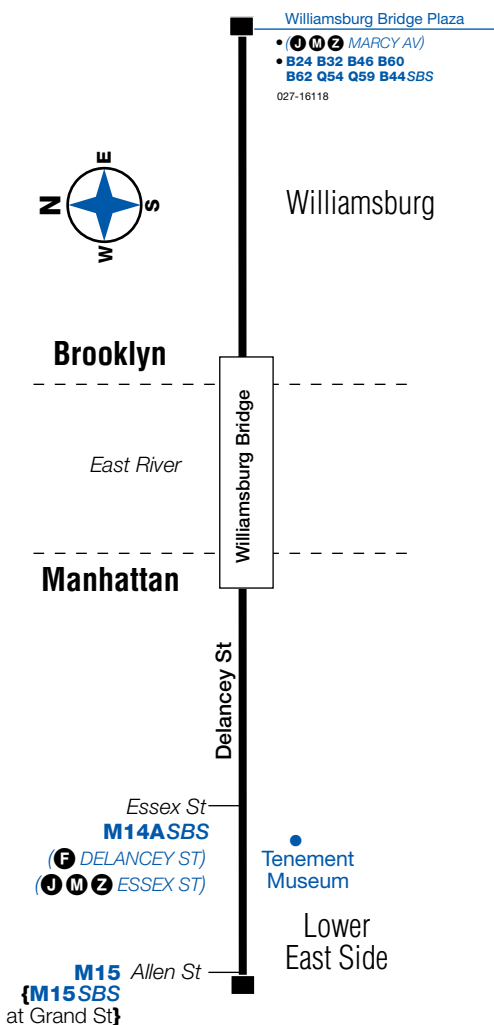 Williamsburg Bridge Plaza
• (J M Z MARCY AV)
• B24 B32 B46 B60
B62 Q54 Q59 B44SBS
027-16118
E
N
S
W
Williamsburg
Brooklyn
Williamsburg Bridge
East River
Manhattan
Delancey St
Essex St
M14ASBS
(F DELANCEY ST)
(J M Z ESSEX ST)
Tenement
Museum
Lower
East Side
M15 Allen St
{M15SBS
at Grand St}